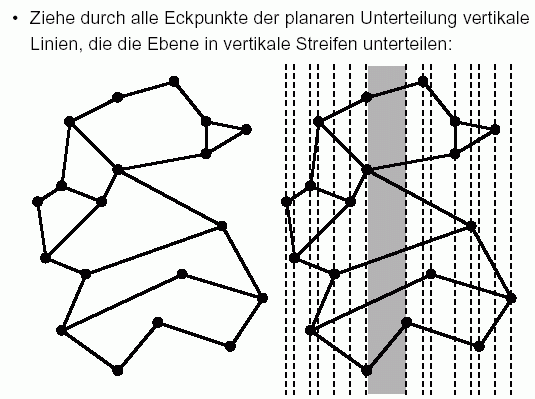 • Ziehe durch alle Eckpunkte der planaren Unterteilung vertikale
Linien, die die Ebene in vertikale Streifen unterteilen: